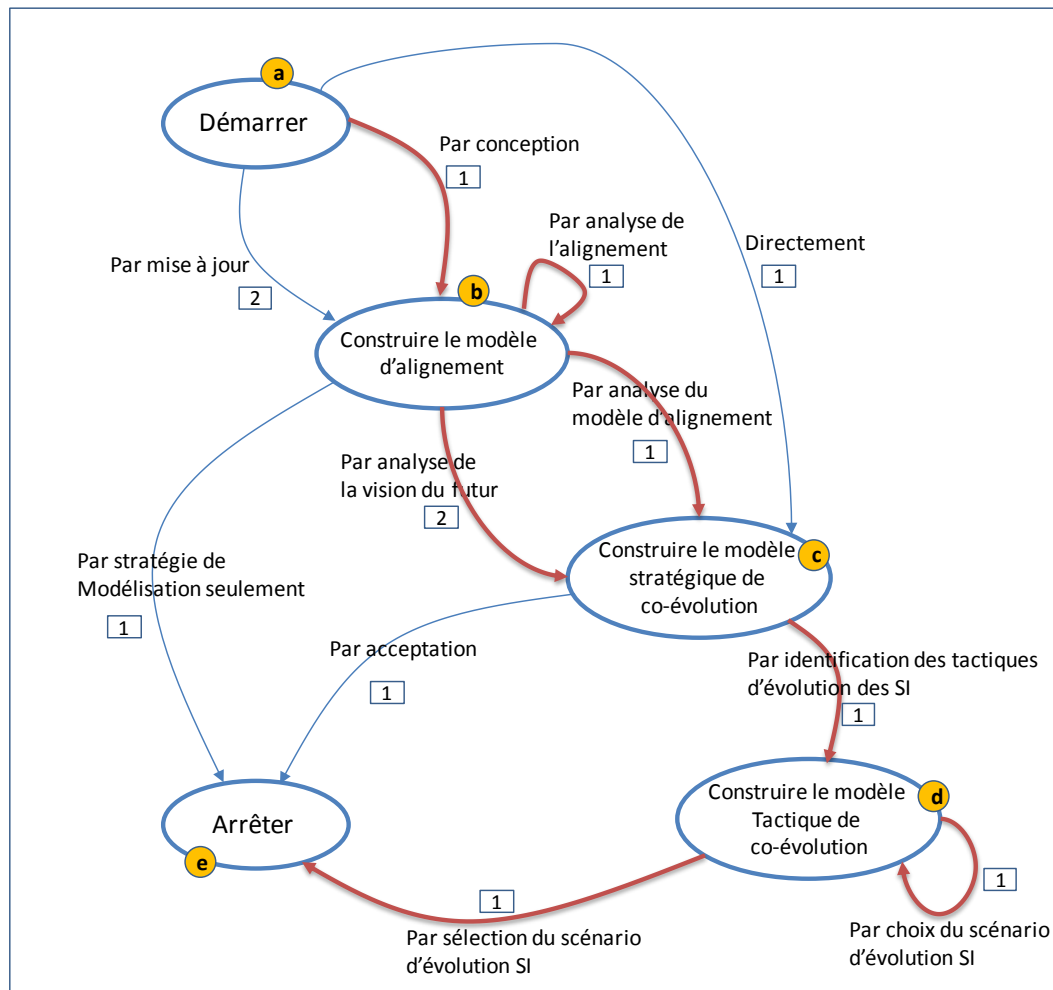 a
Démarrer
Par conception
1
Par analyse de
l'alignement
1
Directement
1
Par mise à jour
2
b
Construire le modèle
d'alignement
Par analyse du
modèle d'alignement
1
Par analyse de
la vision du futur
2
c
Construire le modèle
stratégique de
co-évolution
Par stratégie de
Modélisation seulement
1
Par acceptation
1
Par identification des tactiques
d'évolution des SI
1
d
Construire le modèle
Tactique de
co-évolution
Arrêter
e
1
Par sélection du scénario
d'évolution SI
1
Par choix du scénario
d'évolution SI